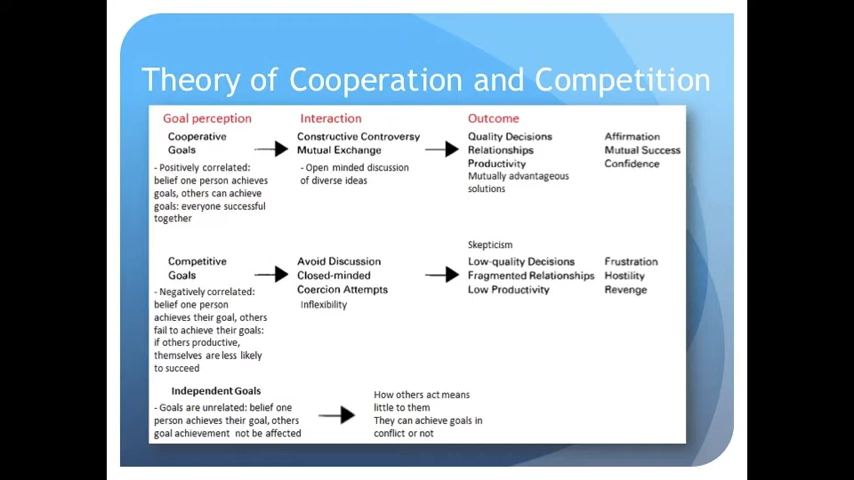 Theory of Cooperation and Competition
Goal perception
Interaction
Outcome
Cooperative
Goals
- Positively correlated:
belief one person achieves
goals, others can achieve
goals: everyone successful
together
Constructive Controversy
Mutual Exchange
- Open minded discussion
of diverse ideas
Quality Decisions
Relationships
Productivity
Mutually advantageous
solutions
Affirmation
Mutual Success
Confidence
Competitive
Goals
- Negatively correlated:
belief one person
achieves their goal, others
fail to achieve their goals:
if others productive,
themselves are less likely
to succeed
Avoid Discussion
Closed-minded
Coercion Attempts
Inflexibility
Skepticism
Low-quality Decisions
Fragmented Relationships
Low Productivity
Frustration
Hostility
Revenge
Independent Goals
- Goals are unrelated: belief one
person achieves their goal, others
goal achievement not be affected
How others act means
little to them
They can achieve goals in
conflict or not